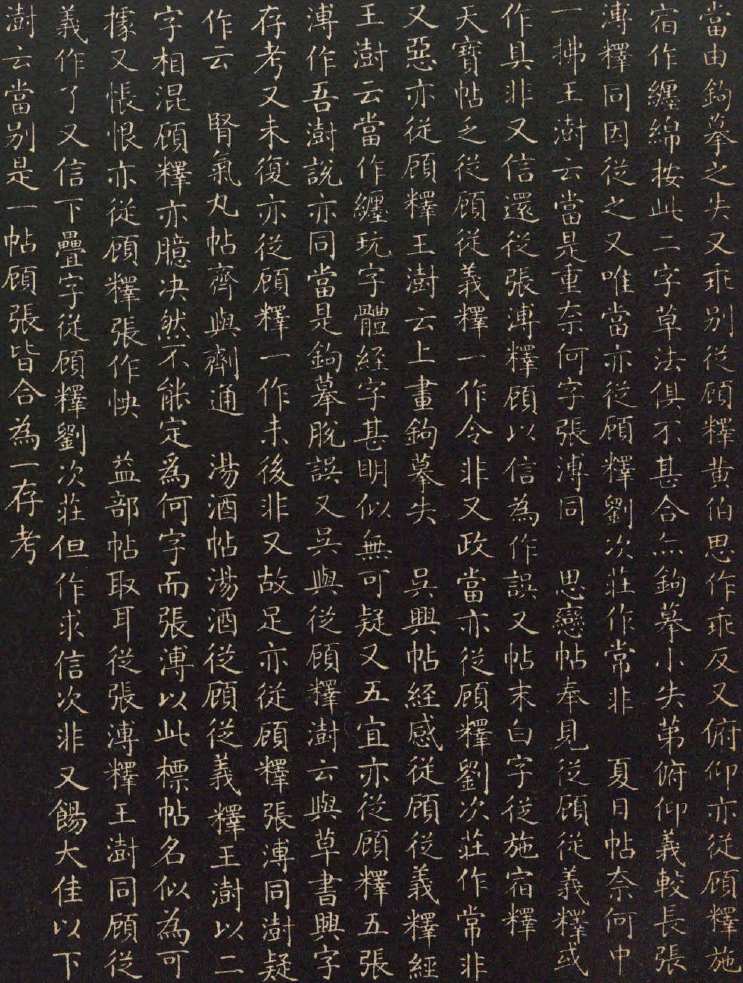 當由鉤摹之失又乖別從顧釋黃伯思作乖反又俯仰亦從顧釋施
宿作纏綿按此二字草法俱不甚合亦鉤摹小失第俯仰義較長張
溥釋同因從之又唯當亦從顧釋劉次莊作常非　夏日帖奈何中
一拂王澍云當是重奈何字張溥同　思戀帖奉見從顧從義釋或
作具非又信還從張溥釋顧以信為作誤又帖末白字從施宿釋
天寶帖乏從顧從義釋一作令非又政當亦從顧釋劉次莊作常非
又惡亦從顧釋王澍云上畫鉤摹失　吳興帖經感從顧從義釋經
王澍云當作纏玩字體經字甚明似無可疑又五宜亦從顧釋五張
溥作吾澍說亦同當是鉤摹脫誤又吳與從顧釋澍云與草書興字
存考又未復亦從顧釋一作未後非又故足亦從顧釋張溥同澍疑
作云　腎氣丸帖齊與劑通　湯酒帖湯酒從顧從義釋王澍以二
字相混顧釋亦臆決然不能定為何字而張溥以此標帖名似為可
據又悵恨亦從顧釋張作怏　益部帖取耳從張溥釋王澍同顧從
義作了又信下疊字從顧釋劉次莊但作求信次非又餳大佳以下
澍云當別是一帖顧張皆合為一存考